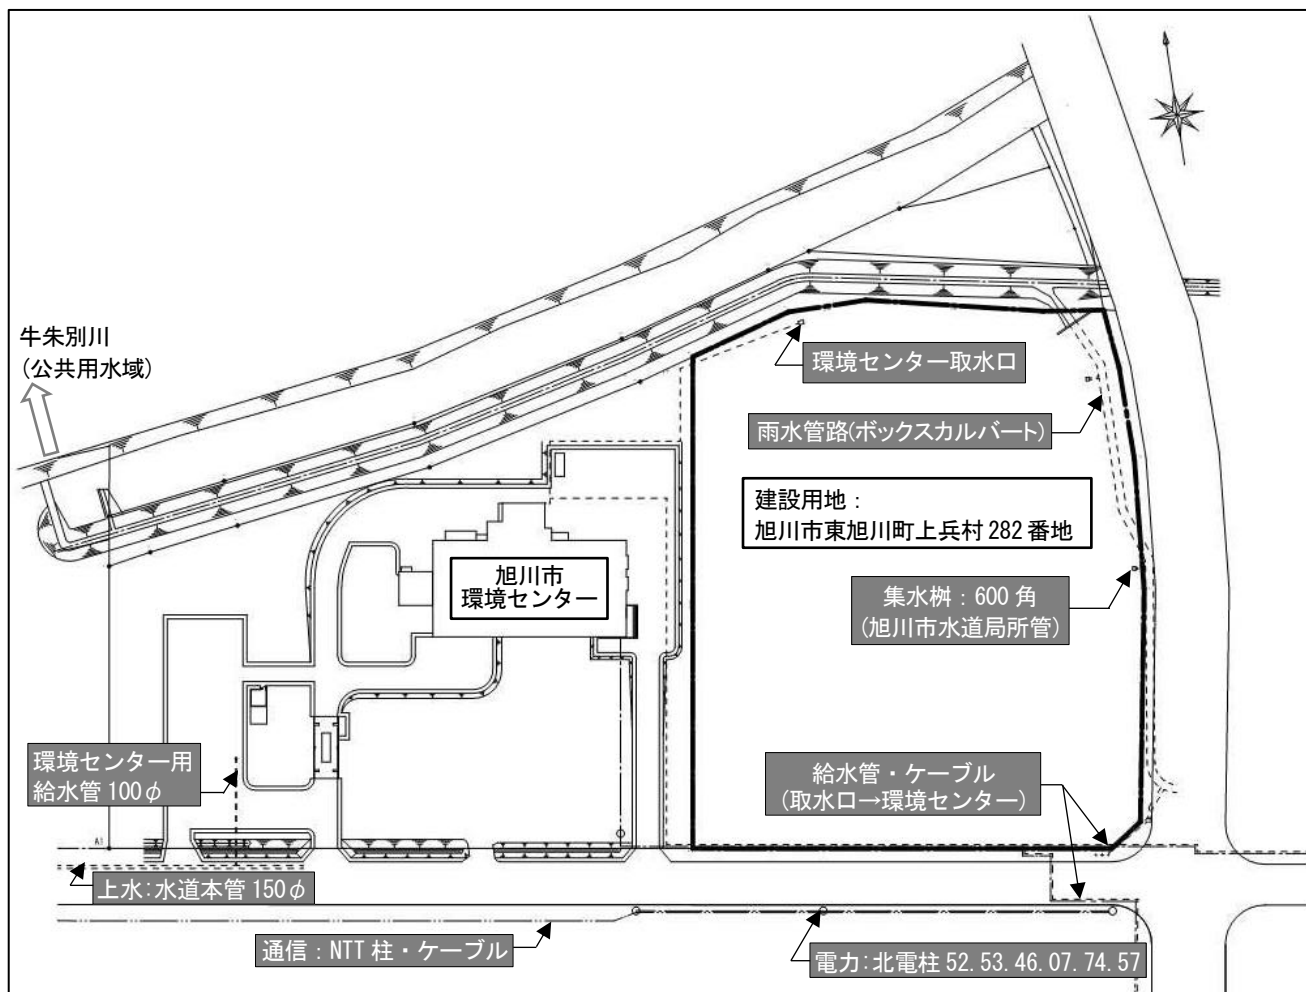 牛朱別川
(公共用水域)
環境センター取水口
雨水管路(ボックスカルバート)
建設用地：
旭川市東旭川町上兵村 282 番地
旭川市
環境センター
集水桝：600 角
(旭川市水道局所管)
環境センター用
給水管 100φ
給水管・ケーブル
(取水口→環境センター)
A1
上水:水道本管 150φ
通信：NTT 柱・ケーブル
電力:北電柱 52. 53. 46. 07. 74. 57